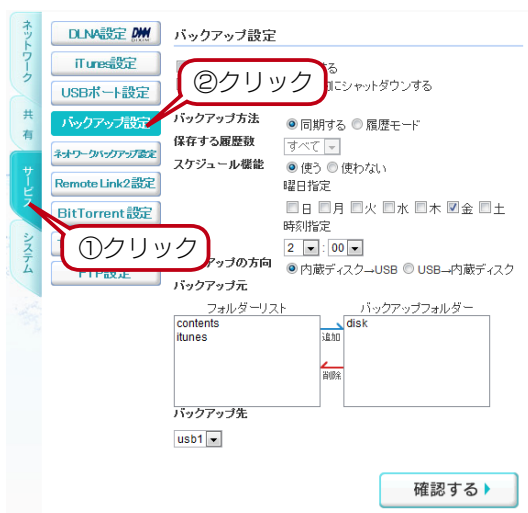 ネットワーク
共有
サービス
システム
DLNA設定
iTunes設定
USBポート設定
バックアップ設定
ネットワークバックアップ設定
Remote Link2設定
BitTorrent設定
FTP設定
①クリック
②クリック
バックアップ設定
する
にシャットダウンする
バックアップ方法
同期する 履歴モード
保存する履歴数
すべて
スケジュール機能
使う 使わない
曜日指定
日 月 火 水 木 金 土
時刻指定
2 : 00
アップの方向
内蔵ディスク→USB USB→内蔵ディスク
バックアップ元
フォルダーリスト バックアップフォルダー
contents
itunes
追加
削除
disk
バックアップ先
usb1
確認する